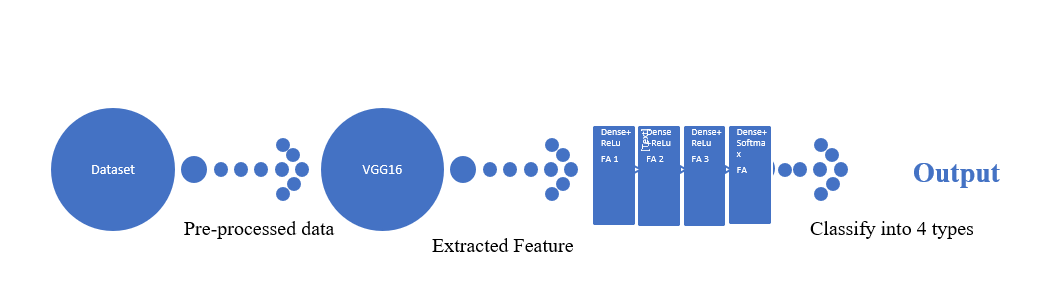 Dataset
Pre-processed data
VGG16
Extracted Feature
Dense+
ReLu
FA 1
[Text]
Dense
+ReLu
FA 2
Dense+
ReLu
FA 3
Dense+
Softma
x
FA
Classify into 4 types
Output